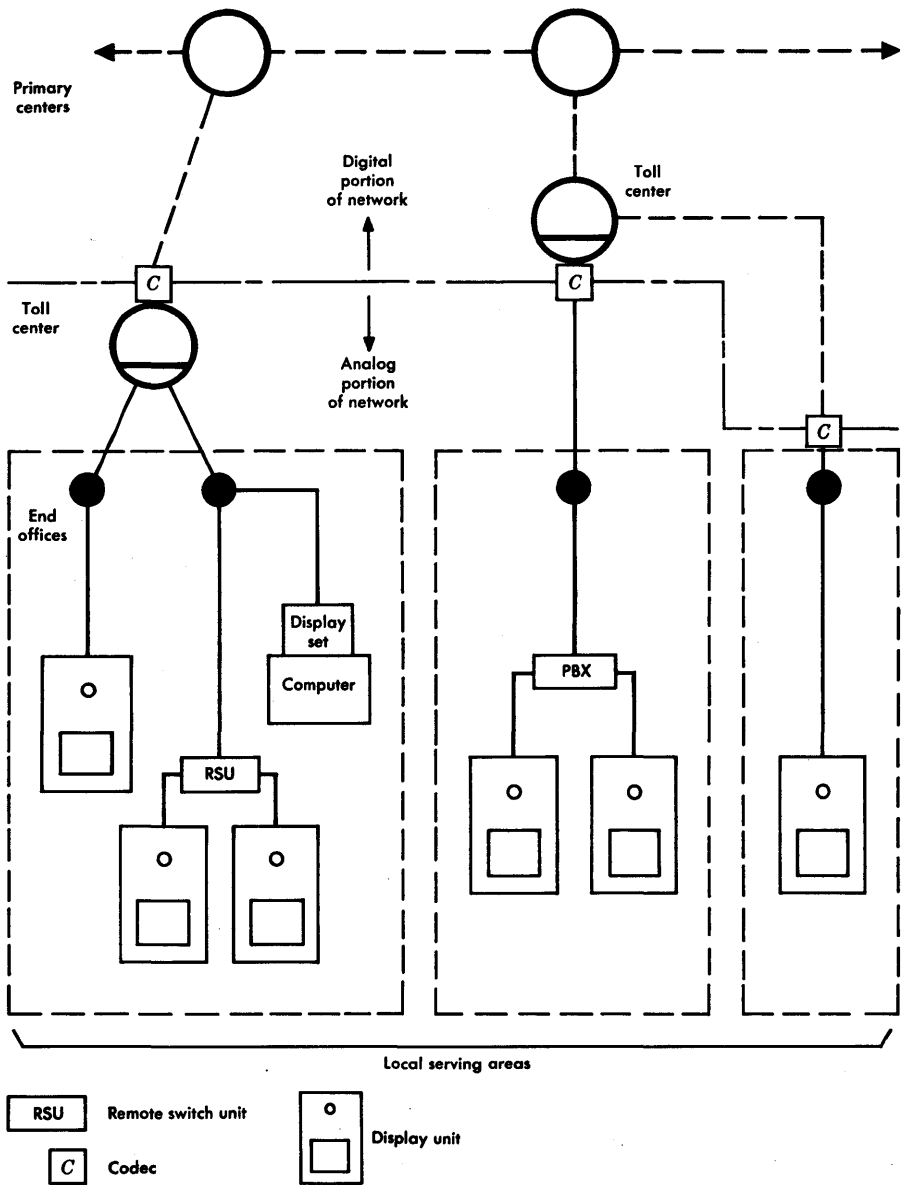 Primary
centers
Digital
portion
of network
Toll
center
C
C
Toll
center
Analog
portion
of network
C
End
offices
Display
set
Computer
PBX
RSU
Local serving areas
RSU
Remote switch unit
Display unit
C
Codec